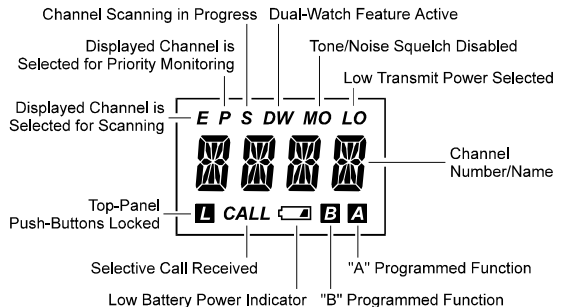 Channel Scanning in Progress Dual-Watch Feature Active
Displayed Channel is
Selected for Priority Monitoring
Tone/Noise Squelch Disabled
Low Transmit Power Selected
Displayed Channel is
Selected for Scanning
E P S DW MO LO
Channel
Number/Name
Top-Panel
Push-Buttons Locked
L CALL B A
Selective Call Received
"A" Programmed Function
Low Battery Power Indicator
"B" Programmed Function